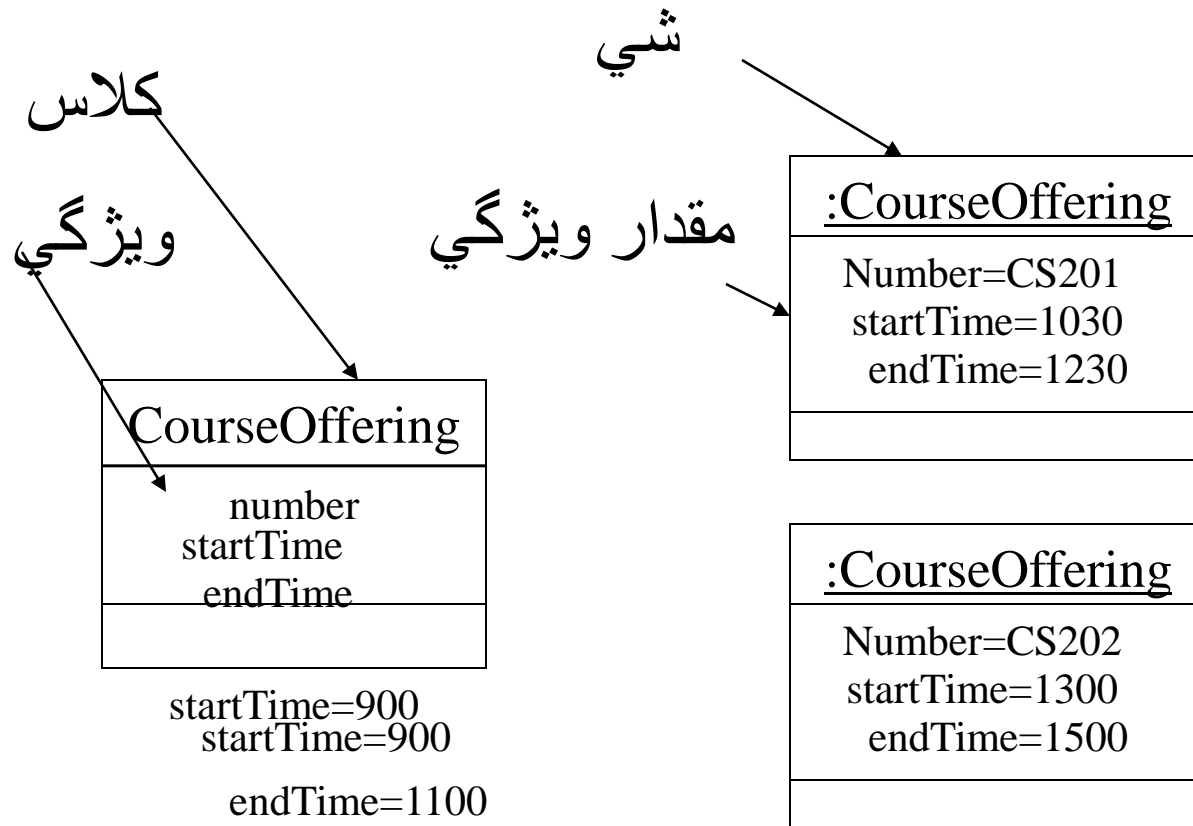 شي
كلاس
ويژگي
مقدار ويژگي
:CourseOffering
Number=CS201
startTime=1030
endTime=1230
CourseOffering
number
startTime
endTime
:CourseOffering
Number=CS202
startTime=1300
endTime=1500
startTime=900
startTime=900
endTime=1100